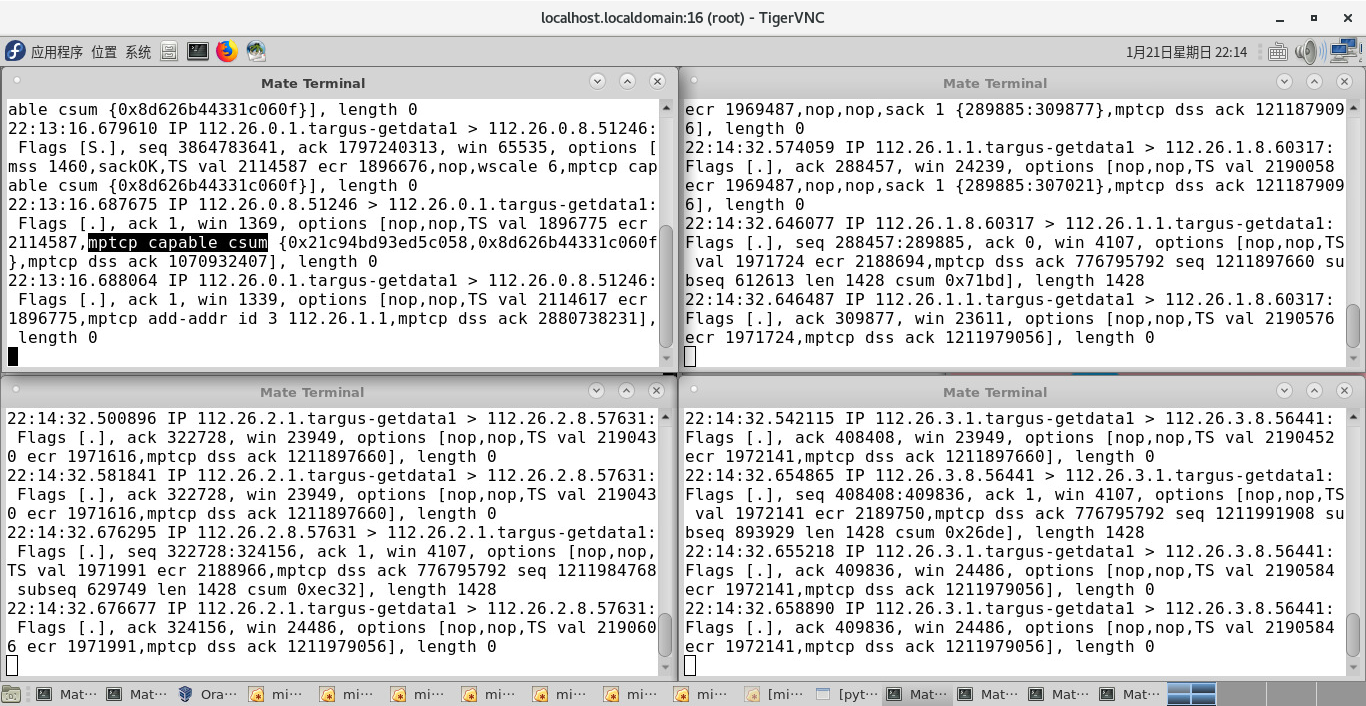 localhost.localdomain:16 (root) - TigerVNC
应用程序 位置 系统
1月21日星期日 22:14
Mate Terminal
able csum {0x8d626b44331c060f}], length 0
22:13:16.679610 IP 112.26.0.1.targus-getdata1 > 112.26.0.8.51246:
 Flags [S.], seq 3864783641, ack 1797240313, win 65535, options [
mss 1460,sackOK,TS val 2114587 ecr 1896676,nop,wscale 6,mptcp cap
able csum {0x8d626b44331c060f}], length 0
22:13:16.687675 IP 112.26.0.8.51246 > 112.26.0.1.targus-getdata1:
 Flags [.], ack 1, win 1369, options [nop,nop,TS val 1896775 ecr
2114587,mptcp capable csum {0x21c94bd93ed5c058,0x8d626b44331c060f
},mptcp dss ack 1070932407], length 0
22:13:16.688064 IP 112.26.0.1.targus-getdata1 > 112.26.0.8.51246:
 Flags [.], ack 1, win 1339, options [nop,nop,TS val 2114617 ecr
1896775,mptcp add-addr id 3 112.26.1.1,mptcp dss ack 2880738231],
 length 0
Mate Terminal
ecr 1969487,nop,nop,sack 1 {289885:309877},mptcp dss ack 121187909
6], length 0
22:14:32.574059 IP 112.26.1.1.targus-getdata1 > 112.26.1.8.60317:
Flags [.], ack 288457, win 24239, options [nop,nop,TS val 2190058
ecr 1969487,nop,nop,sack 1 {289885:307021},mptcp dss ack 121187909
6], length 0
22:14:32.646077 IP 112.26.1.8.60317 > 112.26.1.1.targus-getdata1:
Flags [.], seq 288457:289885, ack 0, win 4107, options [nop,nop,TS
 val 1971724 ecr 2188694,mptcp dss ack 776795792 seq 1211897660 su
bseq 612613 len 1428 csum 0x71bd], length 1428
22:14:32.646487 IP 112.26.1.1.targus-getdata1 > 112.26.1.8.60317:
Flags [.], ack 309877, win 23611, options [nop,nop,TS val 2190576
ecr 1971724,mptcp dss ack 1211979056], length 0
Mate Terminal
22:14:32.500896 IP 112.26.2.1.targus-getdata1 > 112.26.2.8.57631:
 Flags [.], ack 322728, win 23949, options [nop,nop,TS val 219043
0 ecr 1971616,mptcp dss ack 1211897660], length 0
22:14:32.581841 IP 112.26.2.1.targus-getdata1 > 112.26.2.8.57631:
 Flags [.], ack 322728, win 23949, options [nop,nop,TS val 219043
0 ecr 1971616,mptcp dss ack 1211897660], length 0
22:14:32.676295 IP 112.26.2.8.57631 > 112.26.2.1.targus-getdata1:
 Flags [.], seq 322728:324156, ack 1, win 4107, options [nop,nop,
TS val 1971991 ecr 2188966,mptcp dss ack 776795792 seq 1211984768
 subseq 629749 len 1428 csum 0xec32], length 1428
22:14:32.676677 IP 112.26.2.1.targus-getdata1 > 112.26.2.8.57631:
 Flags [.], ack 324156, win 24486, options [nop,nop,TS val 219060
6 ecr 1971991,mptcp dss ack 1211979056], length 0
Mate Terminal
22:14:32.542115 IP 112.26.3.1.targus-getdata1 > 112.26.3.8.56441:
Flags [.], ack 408408, win 23949, options [nop,nop,TS val 2190452
ecr 1972141,mptcp dss ack 1211897660], length 0
22:14:32.654865 IP 112.26.3.8.56441 > 112.26.3.1.targus-getdata1:
Flags [.], seq 408408:409836, ack 1, win 4107, options [nop,nop,TS
 val 1972141 ecr 2189750,mptcp dss ack 776795792 seq 1211991908 su
bseq 893929 len 1428 csum 0x26de], length 1428
22:14:32.655218 IP 112.26.3.1.targus-getdata1 > 112.26.3.8.56441:
Flags [.], ack 409836, win 24486, options [nop,nop,TS val 2190584
ecr 1972141,mptcp dss ack 1211979056], length 0
22:14:32.658890 IP 112.26.3.1.targus-getdata1 > 112.26.3.8.56441:
Flags [.], ack 409836, win 24486, options [nop,nop,TS val 2190584
ecr 1972141,mptcp dss ack 1211979056], length 0
Mat… Mat… Ora… mi… mi… mi… mi… mi… mi… mi… [mi… [pyt… Mat… Mat… Mat… Mat…